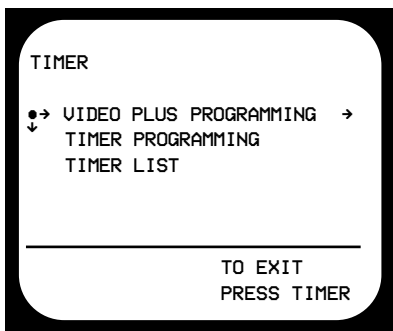 TIMER
VIDEO PLUS PROGRAMMING
TIMER PROGRAMMING
TIMER LIST
TO EXIT
PRESS TIMER